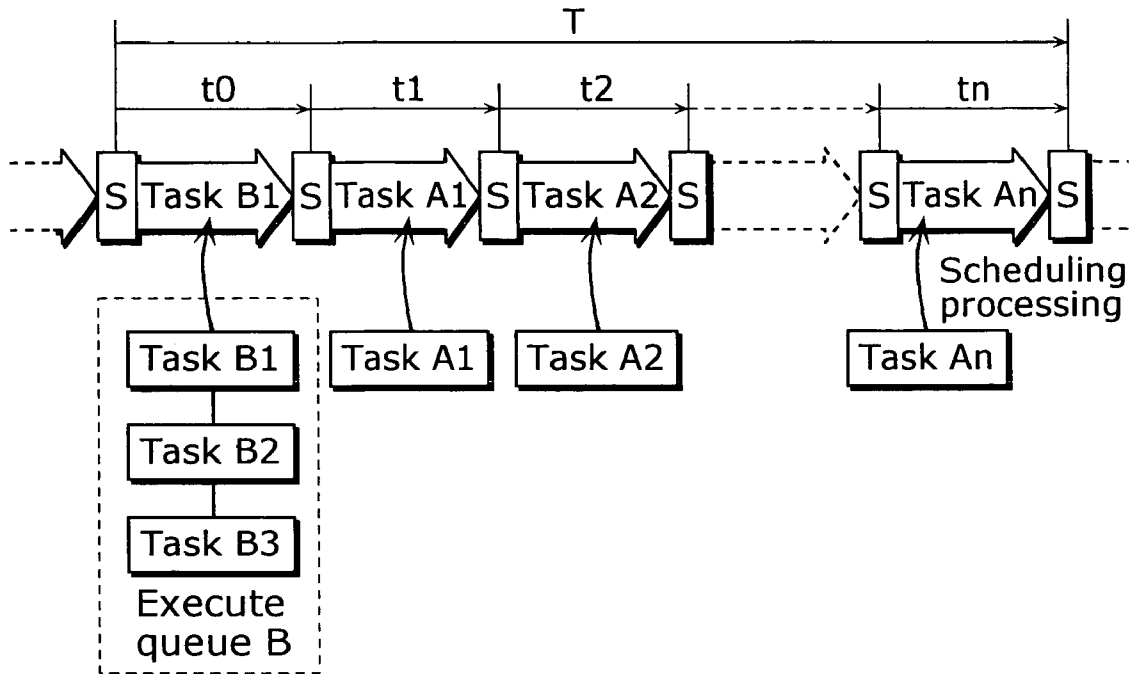 T
t0 t1 t2 tn
S Task B1 S Task A1 S Task A2 S S Task An S
Scheduling
processing
Task B1 Task A1 Task A2 Task An
Task B2
Task B3
Execute
queue B